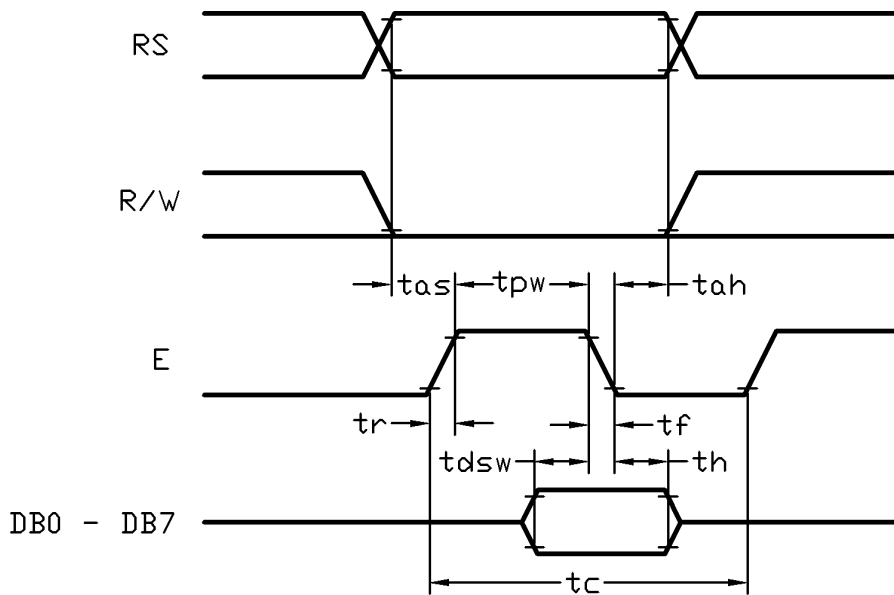 RS
R/W
tas tpw tah
E
tr tf
tdsw th
DB0 - DB7
tc